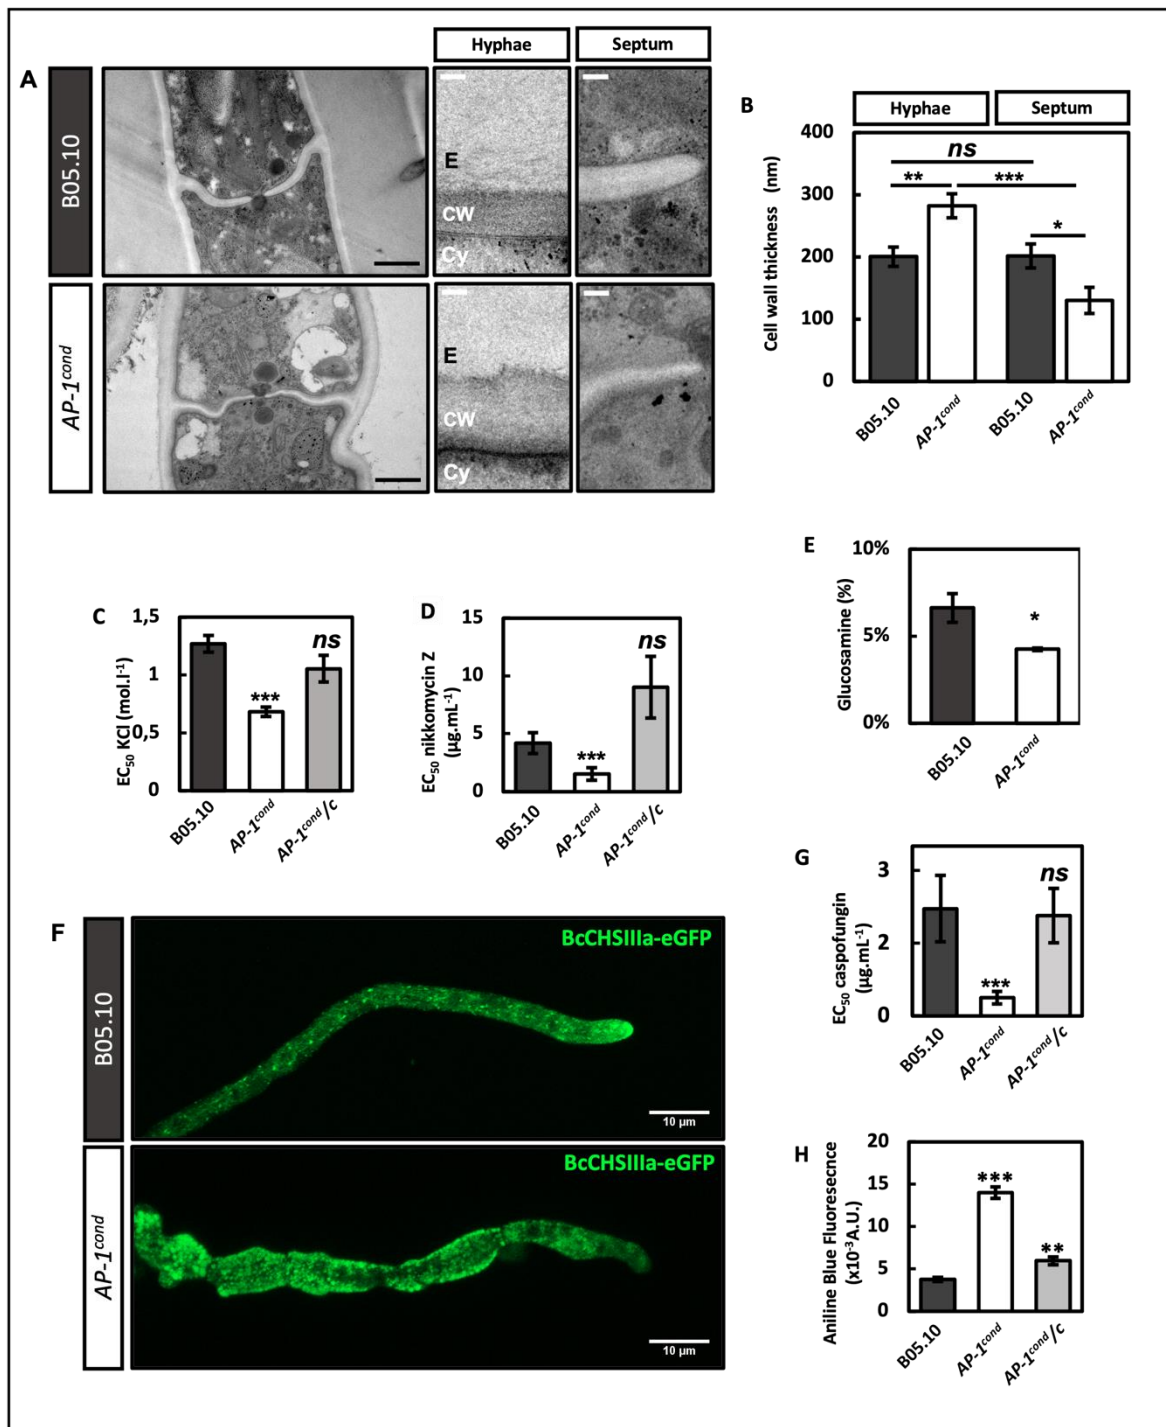 Hyphae
Septum
A
B05.10
E
CW
Cy
AP-1cond
E
CW
Cy
B
Hyphae
Septum
Cell wall thickness (nm)
400
300
200
100
0
ns
**
***
*
B05.10
AP-1cond
B05.10
AP-1cond
C
EC50 KCl (mol.l-1)
1,5
1
0,5
0
***
ns
B05.10
AP-1cond
AP-1cond/c
D
EC50 nikkomycin Z
(µg.mL-1)
15
10
5
0
***
ns
B05.10
AP-1cond
AP-1cond/c
E
Glucosamine (%)
10%
5%
0%
*
B05.10
AP-1cond
F
B05.10
BcCHSIIIa-eGFP
10 µm
AP-1cond
BcCHSIIIa-eGFP
10 µm
G
EC50 caspofungin
(µg.mL-1)
3
2
0
***
ns
B05.10
AP-1cond
AP-1cond/c
H
Aniline Blue Fluoresecnce
(x10-3A.U.)
20
15
10
5
0
***
**
B05.10
AP-1cond
AP-1cond/c